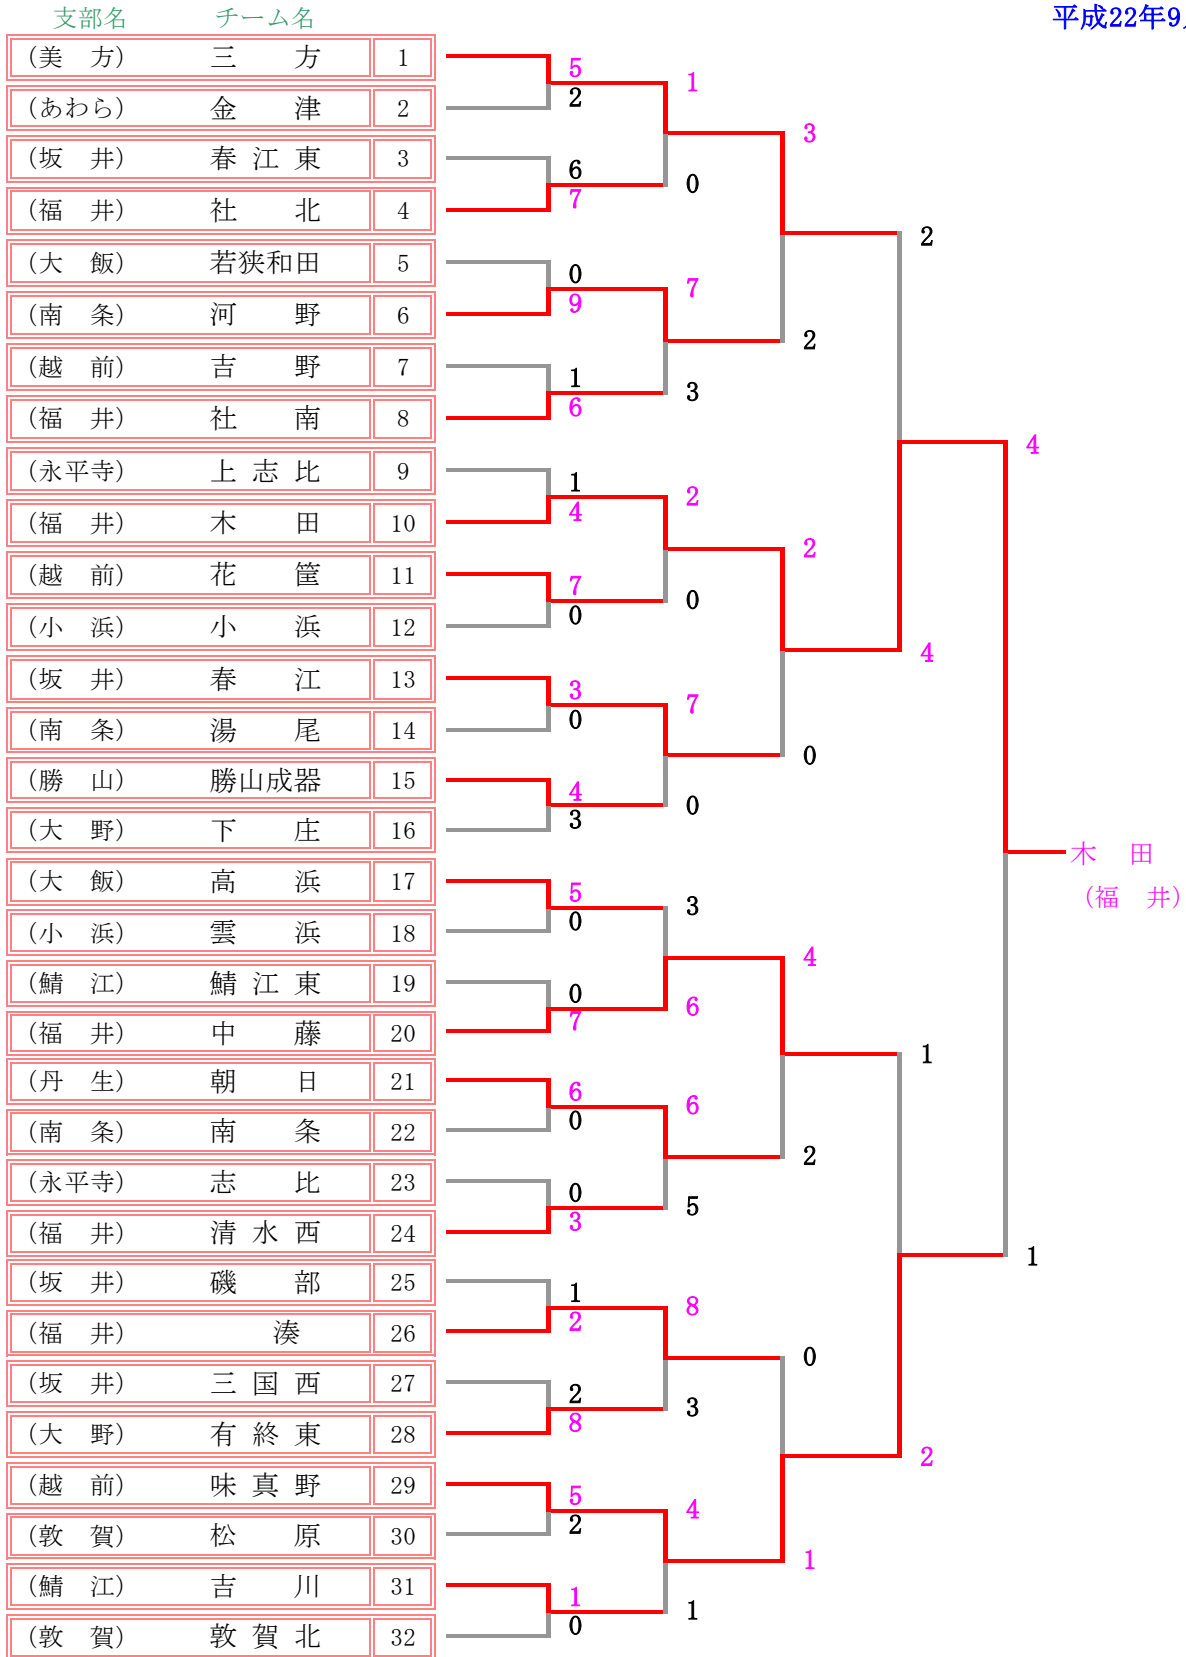 支部名 チーム名 平成22年9
(美 方) 三 方 1
(あわら) 金 津 2
(坂 井) 春 江 東 3
(福 井) 社 北 4
(大 飯) 若狭和田 5
(南 条) 河 野 6
(越 前) 吉 野 7
(福 井) 社 南 8
(永平寺) 上 志 比 9
(福 井) 木 田 10
(越 前) 花 筐 11
(小 浜) 小 浜 12
(坂 井) 春 江 13
(南 条) 湯 尾 14
(勝 山) 勝山成器 15
(大 野) 下 庄 16
(大 飯) 高 浜 17
(小 浜) 雲 浜 18
(鯖 江) 鯖 江 東 19
(福 井) 中 藤 20
(丹 生) 朝 日 21
(南 条) 南 条 22
(永平寺) 志 比 23
(福 井) 清 水 西 24
(坂 井) 磯 部 25
(福 井) 湊 26
(坂 井) 三 国 西 27
(大 野) 有 終 東 28
(越 前) 味 真 野 29
(敦 賀) 松 原 30
(鯖 江) 吉 川 31
(敦 賀) 敦 賀 北 32
5
2
6
7
0
9
1
6
1
4
7
0
3
0
4
3
5
0
0
7
6
0
0
3
1
2
2
8
5
2
1
0
1
0
7
3
2
0
7
0
3
6
6
5
8
3
4
1
3
2
2
0
4
2
0
1
2
4
1
2
4
1
木 田
(福 井)